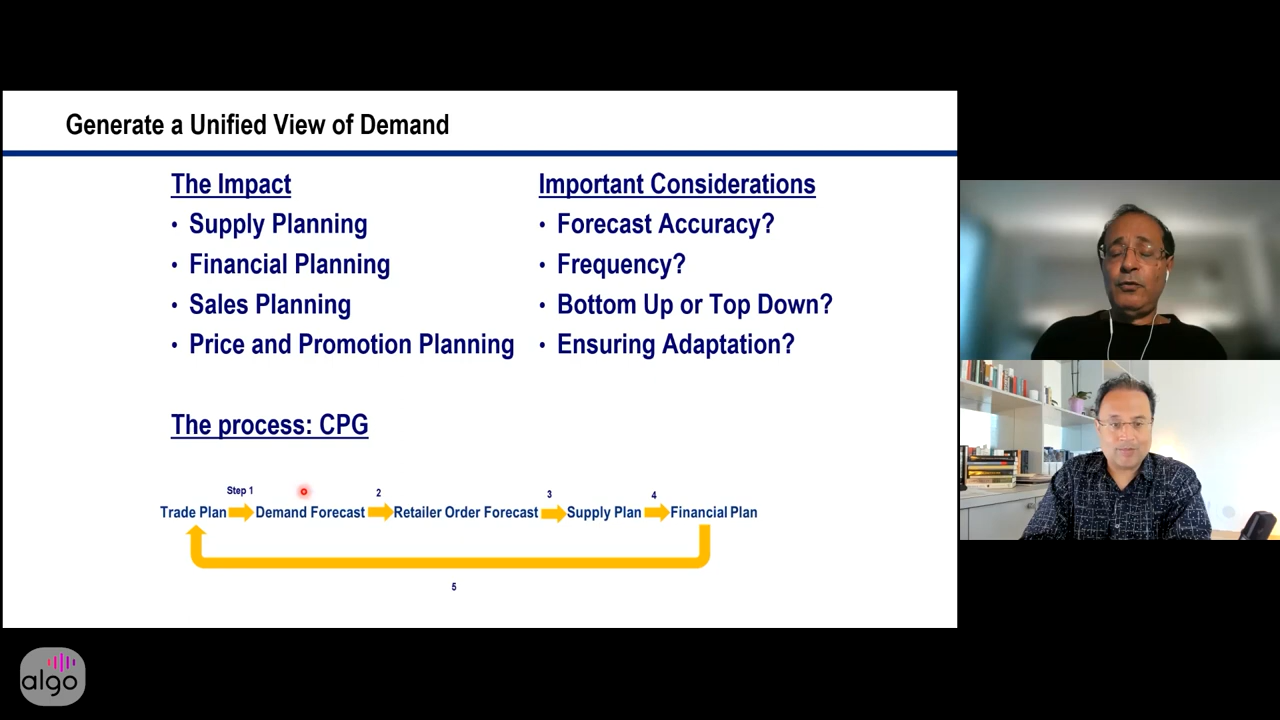 Generate a Unified View of Demand
The Impact
• Supply Planning
• Financial Planning
• Sales Planning
• Price and Promotion Planning
Important Considerations
• Forecast Accuracy?
• Frequency?
• Bottom Up or Top Down?
• Ensuring Adaptation?
The process: CPG
Step 1 2 3 4
Trade Plan Demand Forecast Retailer Order Forecast Supply Plan Financial Plan
5
algo